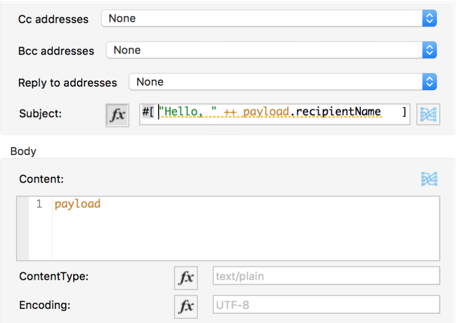 Cc addresses None
Bcc addresses None
Reply to addresses None
Subject: fx #[ "Hello, " ++ payload.recipientName ]
Body
Content:
1 payload
ContentType: fx text/plain
Encoding: fx UTF-8